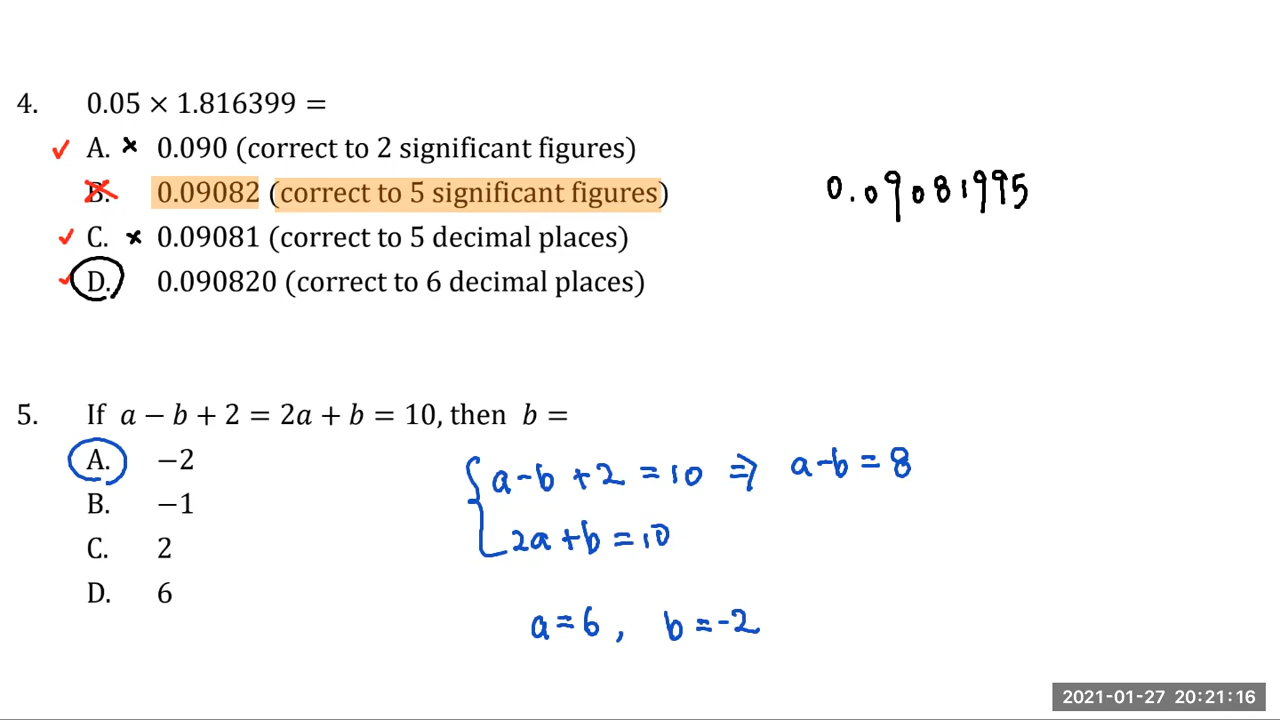 4. 0.05 × 1.816399 =
✓ A. × 0.090 (correct to 2 significant figures)
B. 0.09082 (correct to 5 significant figures)
0.09081995
✓ C. × 0.09081 (correct to 5 decimal places)
✓ D. 0.090820 (correct to 6 decimal places)
5. If a − b + 2 = 2a + b = 10, then b =
A. −2
B. −1
C. 2
D. 6
a-b+2=10 ⇒ a-b=8
2a+b=10
a=6, b=-2
2021-01-27 20:21:16